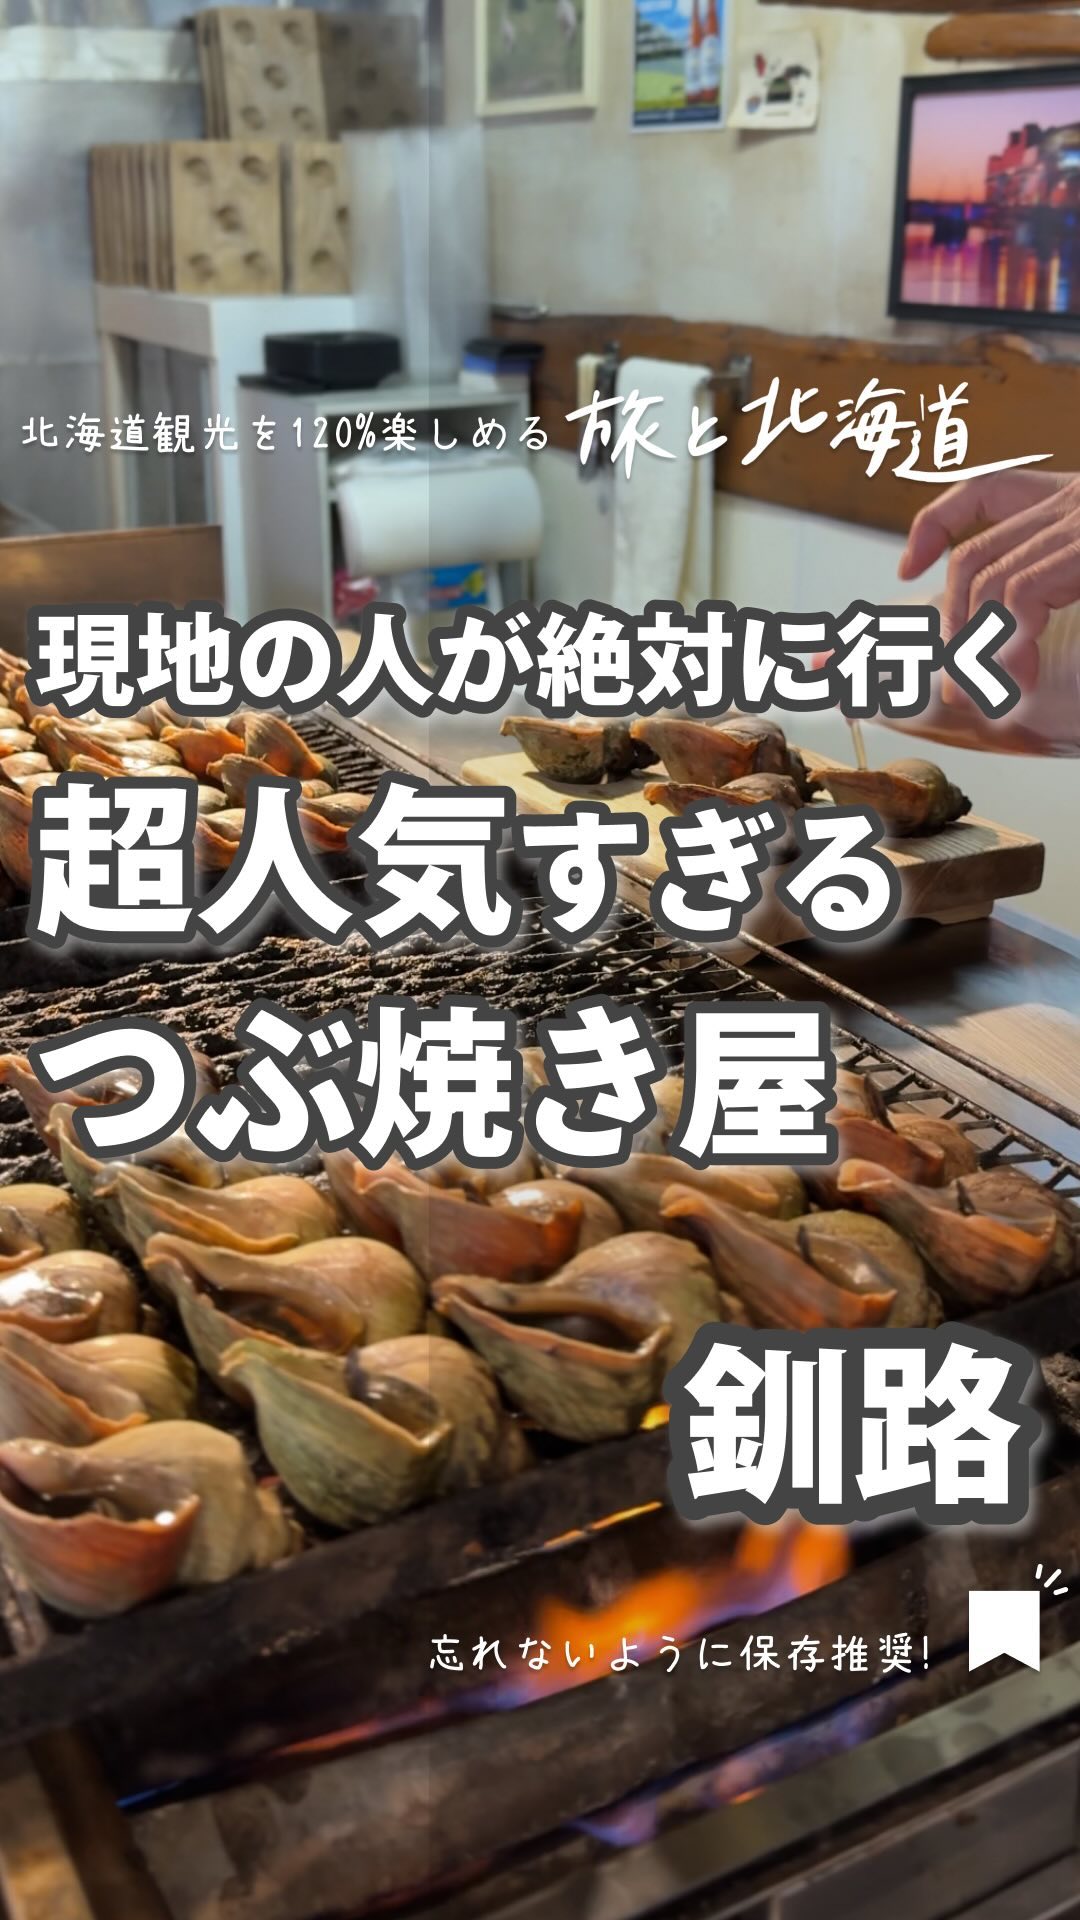 北海道観光を120%楽しめる 旅と北海道
現地の人が絶対に行く
超人気すぎる
つぶ焼き屋
釧路
忘れないように保存推奨!